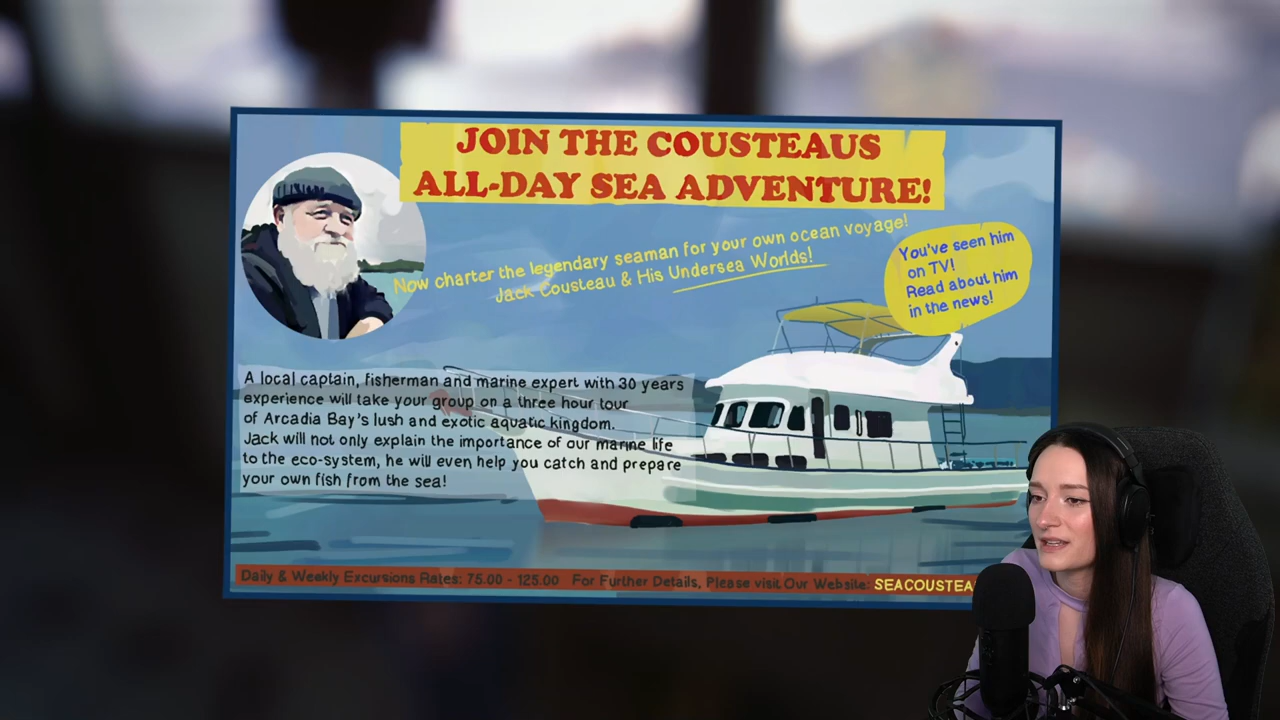 JOIN THE COUSTEAUS
ALL-DAY SEA ADVENTURE!
Now charter the legendary seaman for your own ocean voyage!
Jack Cousteau & His Undersea Worlds!
You've seen him
on TV!
Read about him
in the news!
A local captain, fisherman and marine expert with 30 years
experience will take your group on a three hour tour
of Arcadia Bay's lush and exotic aquatic kingdom.
Jack will not only explain the importance of our marine life
to the eco-system, he will even help you catch and prepare
your own fish from the sea!
Daily & Weekly Excursions Rates: 75.00 - 125.00 For Further Details, Please visit Our Website: